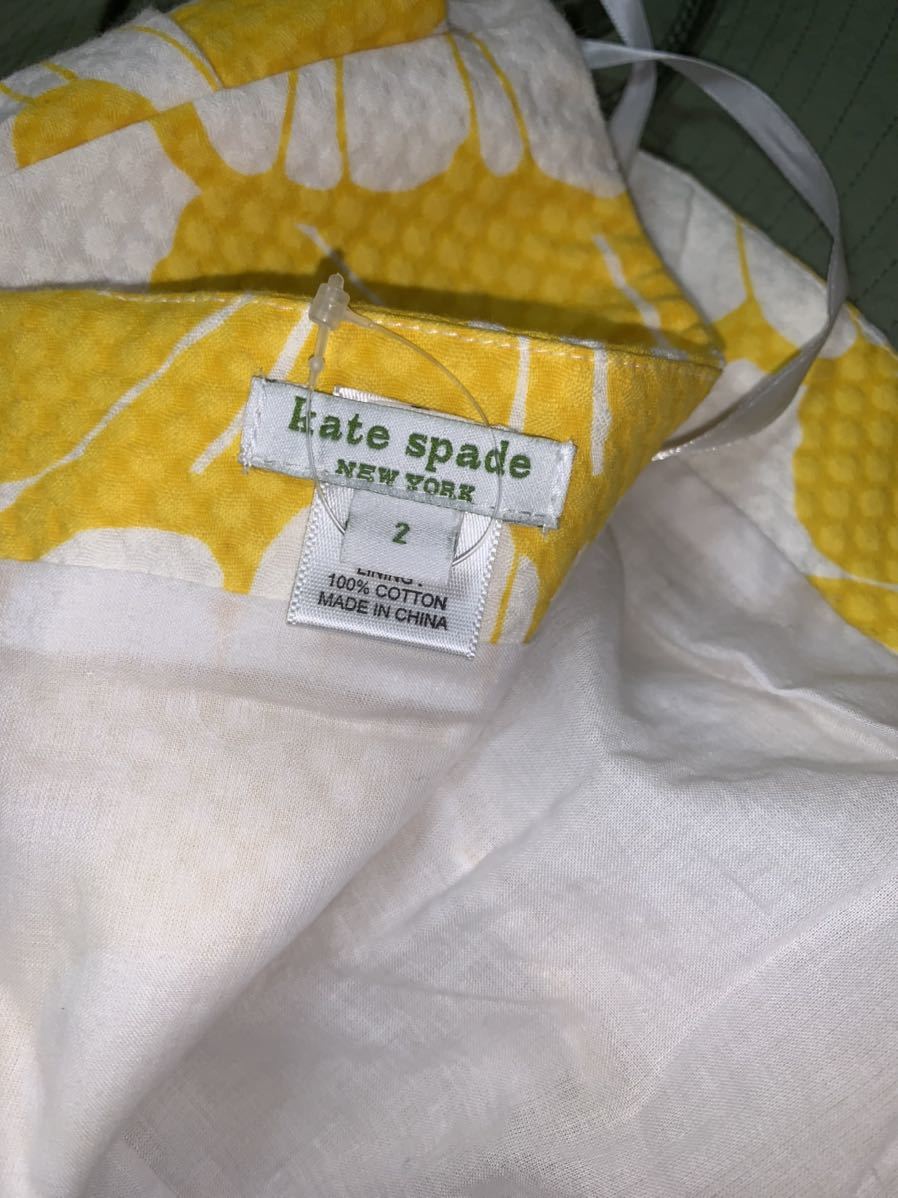 kate spade
NEW YORK
2
LINING:
100% COTTON
MADE IN CHINA